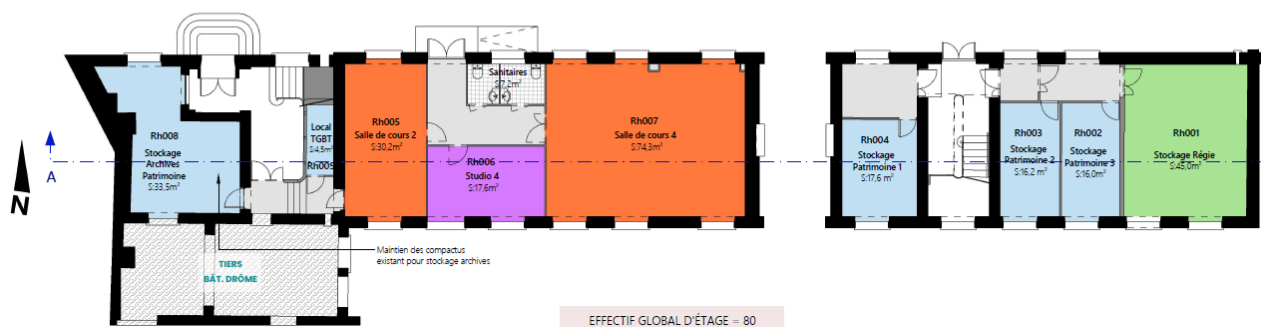 Rh008
Stockage
Archives
Patrimoine
S:33,5m²
Local
TGBT
S:4,5m²
Rh009
Rh005
Salle de cours 2
S:30,2m²
Sanitaires
S:7,2m²
Rh006
Studio 4
S:17,6m²
Rh007
Salle de cours 4
S:74,3m²
Rh004
Stockage
Patrimoine 1
S:17,6 m²
Rh003
Stockage
Patrimoine 2
S:16,2 m²
Rh002
Stockage
Patrimoine 3
S:16,0m²
Rh001
Stockage Régie
S:45,0m²
A
N
Maintien des compactus
existant pour stockage archives
TIERS
BÂT. DRÔME
EFFECTIF GLOBAL D'ÉTAGE = 80